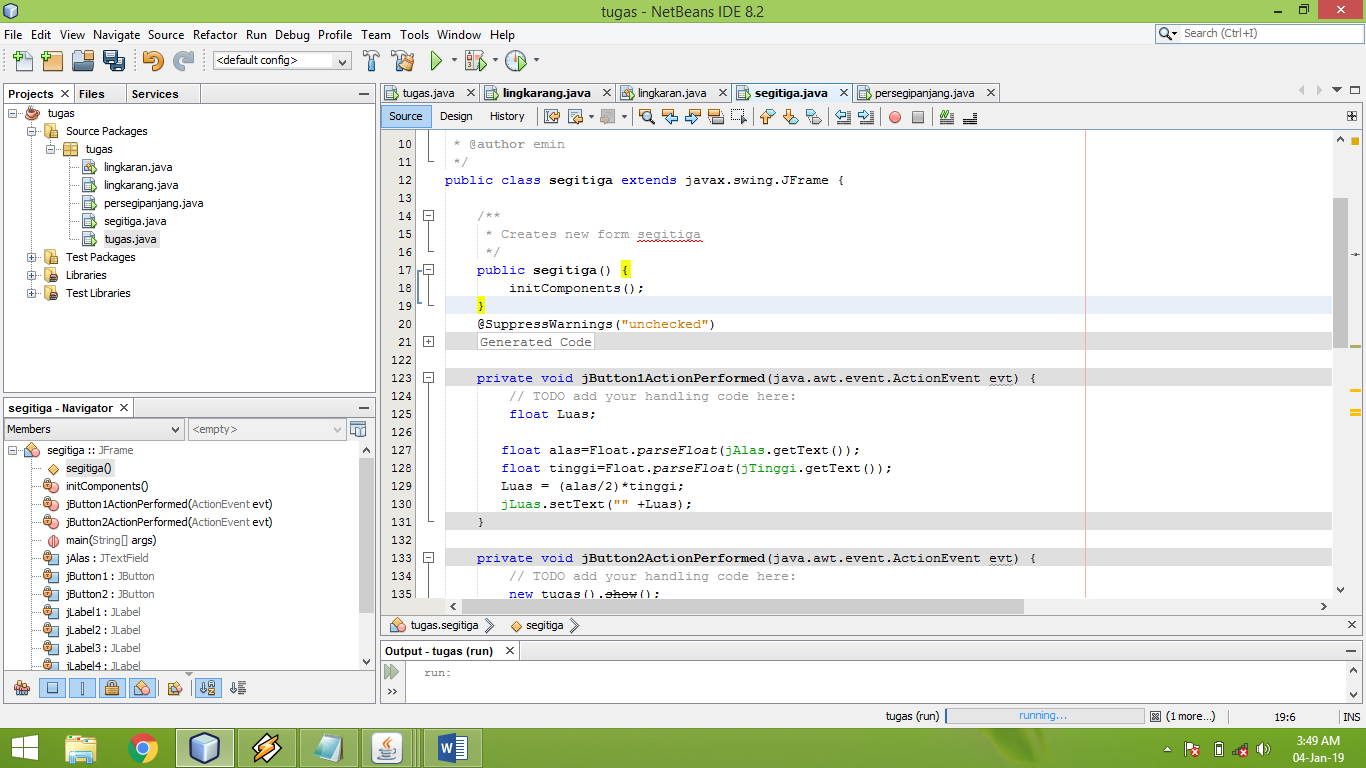 tugas - NetBeans IDE 8.2
File Edit View Navigate Source Refactor Run Debug Profile Team Tools Window Help
Search (Ctrl+I)
<default config>
Projects Files Services
tugas
Source Packages
tugas
lingkaran.java
lingkarang.java
persegipanjang.java
segitiga.java
tugas.java
Test Packages
Libraries
Test Libraries
segitiga - Navigator
Members <empty>
segitiga :: JFrame
segitiga()
initComponents()
jButton1ActionPerformed(ActionEvent evt)
jButton2ActionPerformed(ActionEvent evt)
main(String[] args)
jAlas : JTextField
jButton1 : JButton
jButton2 : JButton
jLabel1 : JLabel
jLabel2 : JLabel
jLabel3 : JLabel
jLabel4 : JLabel
tugas.java lingkarang.java lingkaran.java segitiga.java persegipanjang.java
Source Design History
10 * @author emin
11 */
12 public class segitiga extends javax.swing.JFrame {
13
14 /**
15 * Creates new form segitiga
16 */
17 public segitiga() {
18 initComponents();
19 }
20 @SuppressWarnings("unchecked")
21 Generated Code
122
123 private void jButton1ActionPerformed(java.awt.event.ActionEvent evt) {
124 // TODO add your handling code here:
125 float Luas;
126
127 float alas=Float.parseFloat(jAlas.getText());
128 float tinggi=Float.parseFloat(jTinggi.getText());
129 Luas = (alas/2)*tinggi;
130 jLuas.setText("" +Luas);
131 }
132
133 private void jButton2ActionPerformed(java.awt.event.ActionEvent evt) {
134 // TODO add your handling code here:
135 new tugas().show();
tugas.segitiga segitiga
Output - tugas (run)
run:
tugas (run) running... (1 more...) 19:6 INS
3:49 AM
04-Jan-19